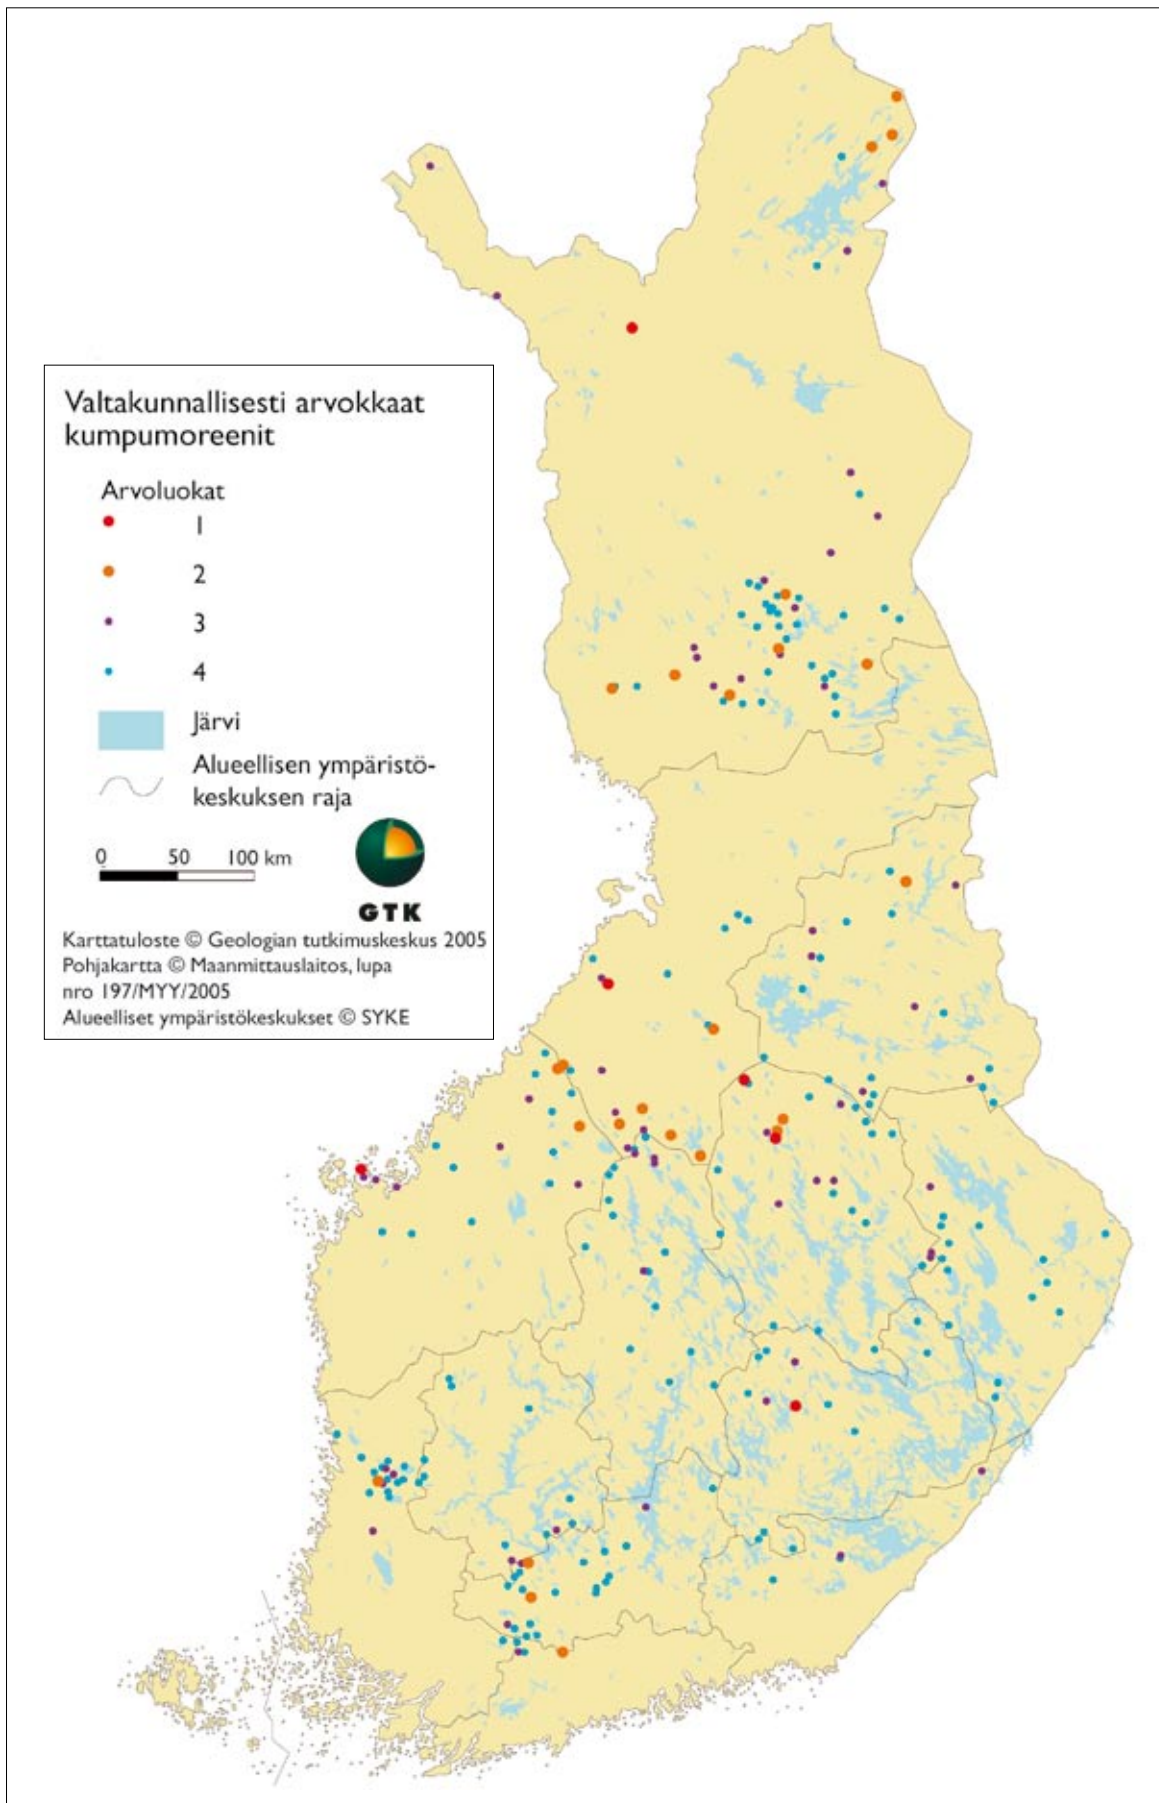 Valtakunnallisesti arvokkaat
kumpumoreenit
Arvoluokat
1
2
3
4
Järvi
Alueellisen ympäristö-
keskuksen raja
0 50 100 km
GTK
Karttatuloste © Geologian tutkimuskeskus 2005
Pohjakartta © Maanmittauslaitos, lupa
nro 197/MYY/2005
Alueelliset ympäristökeskukset © SYKE